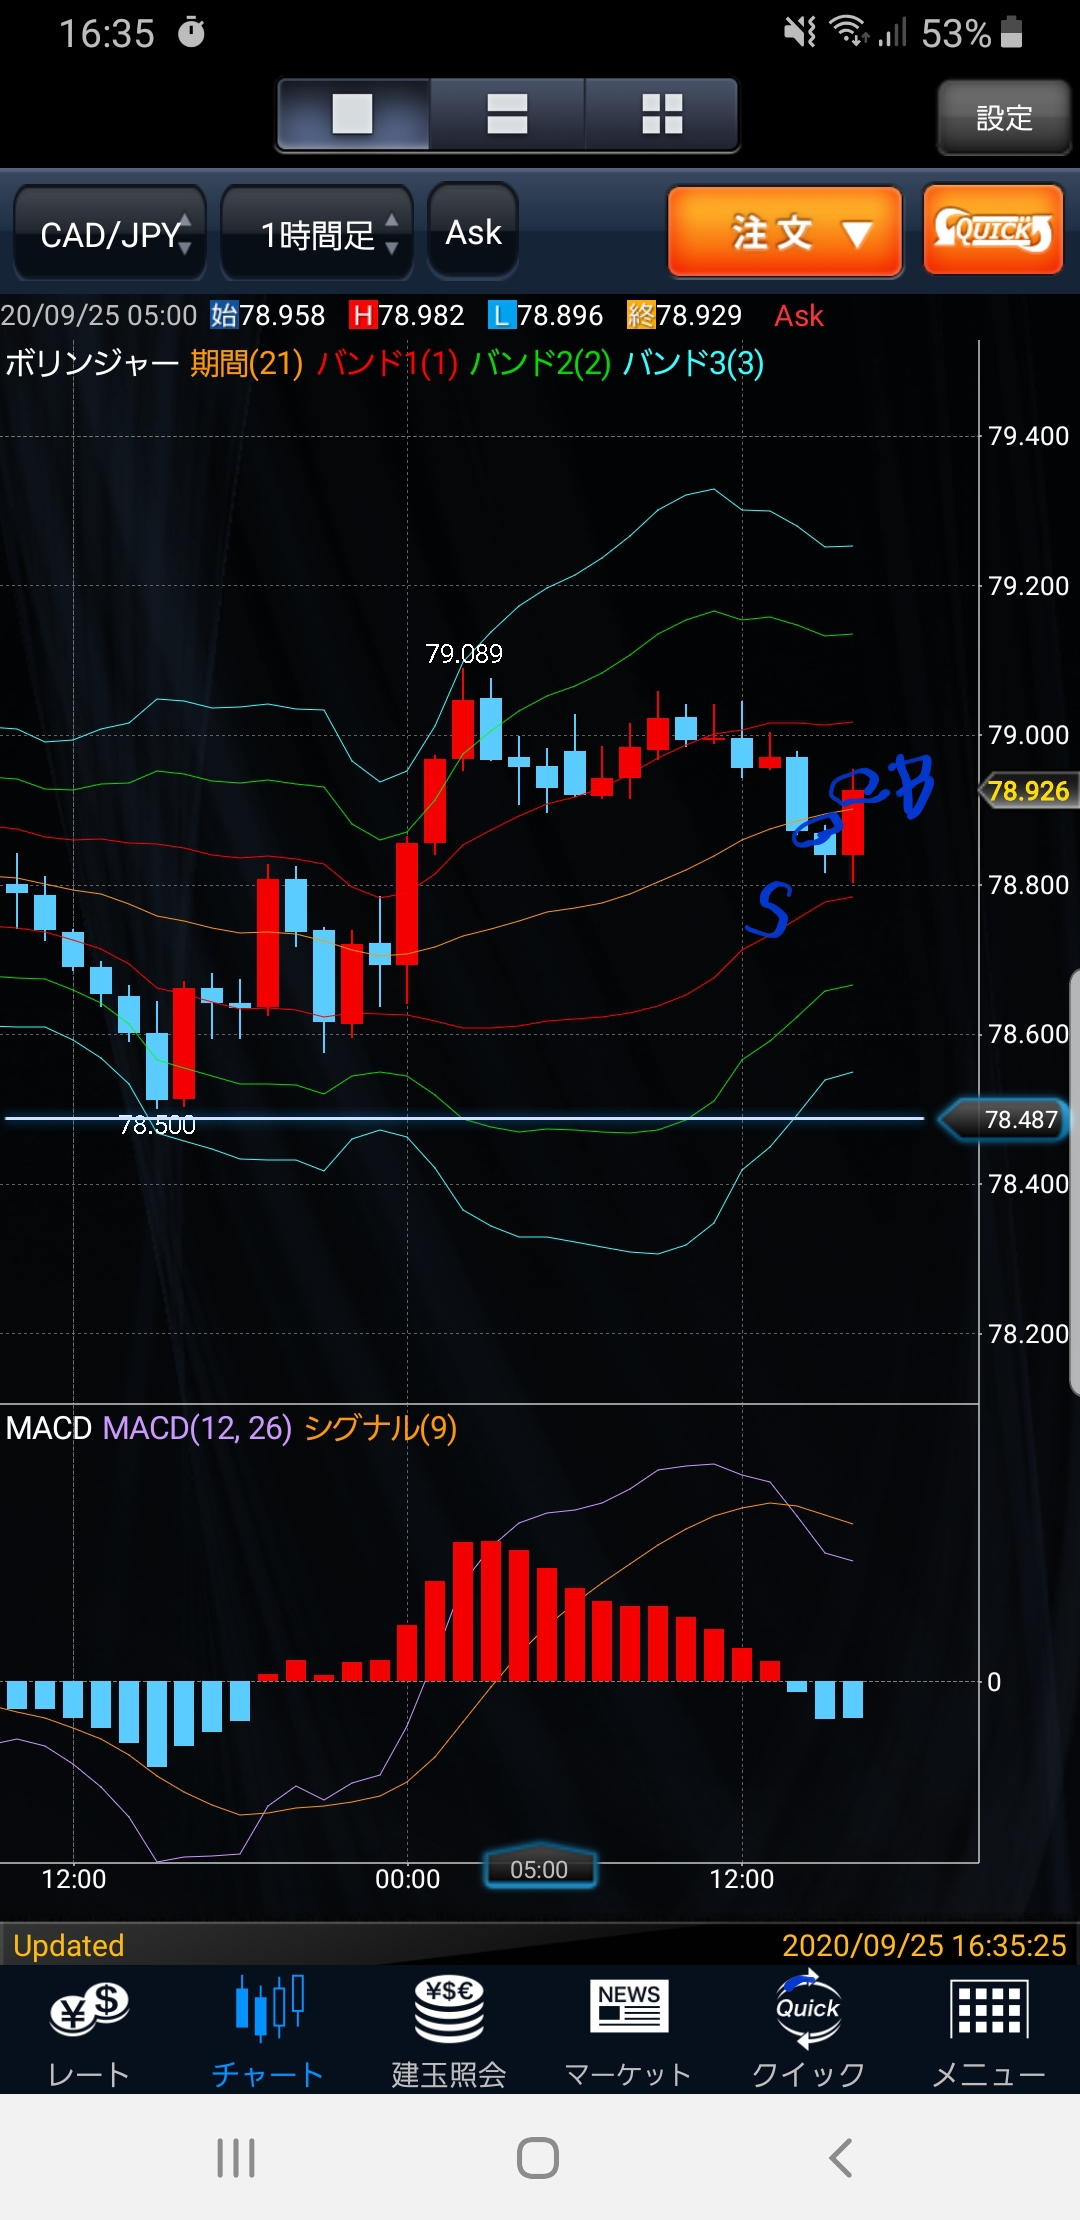 16:35 53%
設定
CAD/JPY 1時間足 Ask 注文 ▼ QUICK
20/09/25 05:00 始78.958 H78.982 L78.896 終78.929 Ask
ボリンジャー 期間(21) バンド1(1) バンド2(2) バンド3(3)
79.400
79.200
79.089
79.000
B
78.926
78.800
S
78.600
78.500
78.487
78.400
78.200
MACD MACD(12, 26) シグナル(9)
0
12:00 00:00 05:00 12:00
Updated 2020/09/25 16:35:25
¥$ ¥$€ NEWS Quick
レート チャート 建玉照会 マーケット クイック メニュー